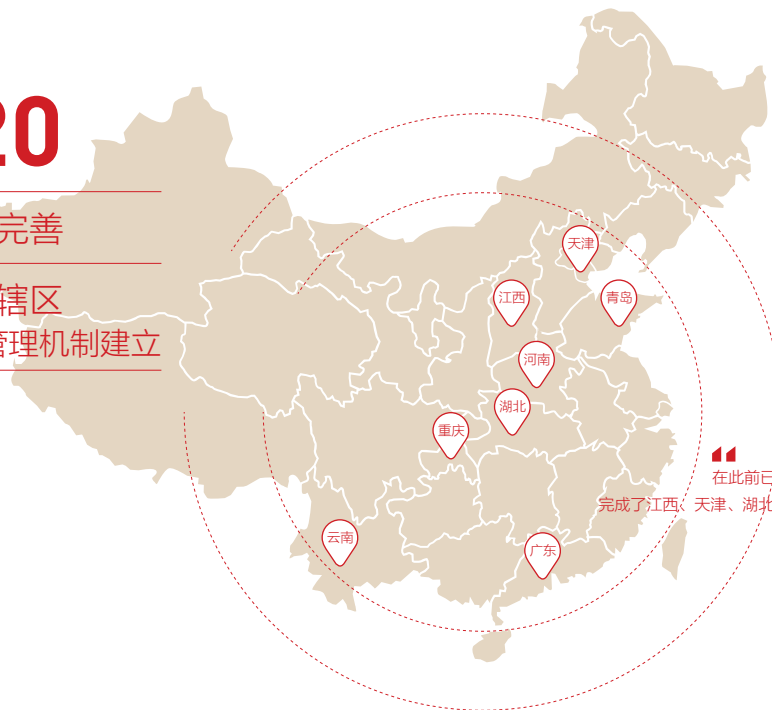 20
完善
辖区
管理机制建立
天津
江西
青岛
河南
湖北
重庆
云南
广东
在此前已
完成了江西、天津、湖北